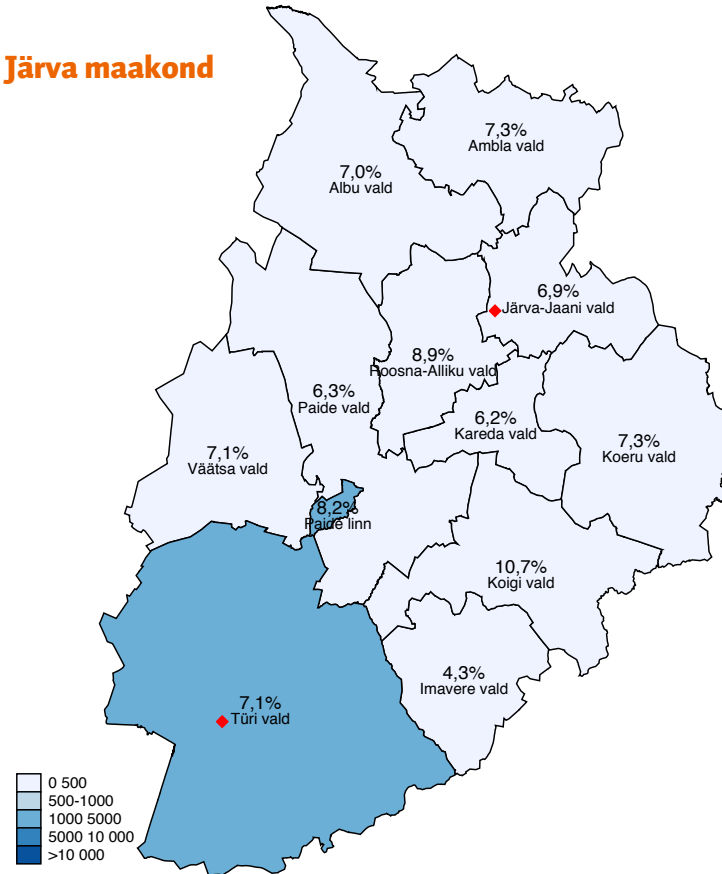 Järva maakond
7,3%
Ambla vald
7,0%
Albu vald
6,9%
Järva-Jaani vald
8,9%
Roosna-Alliku vald
6,3%
Paide vald
6,2%
Kareda vald
7,3%
Koeru vald
7,1%
Väätsa vald
8,2%
Paide linn
10,7%
Koigi vald
4,3%
Imavere vald
7,1%
Türi vald
0 500
500-1000
1000 5000
5000 10 000
>10 000